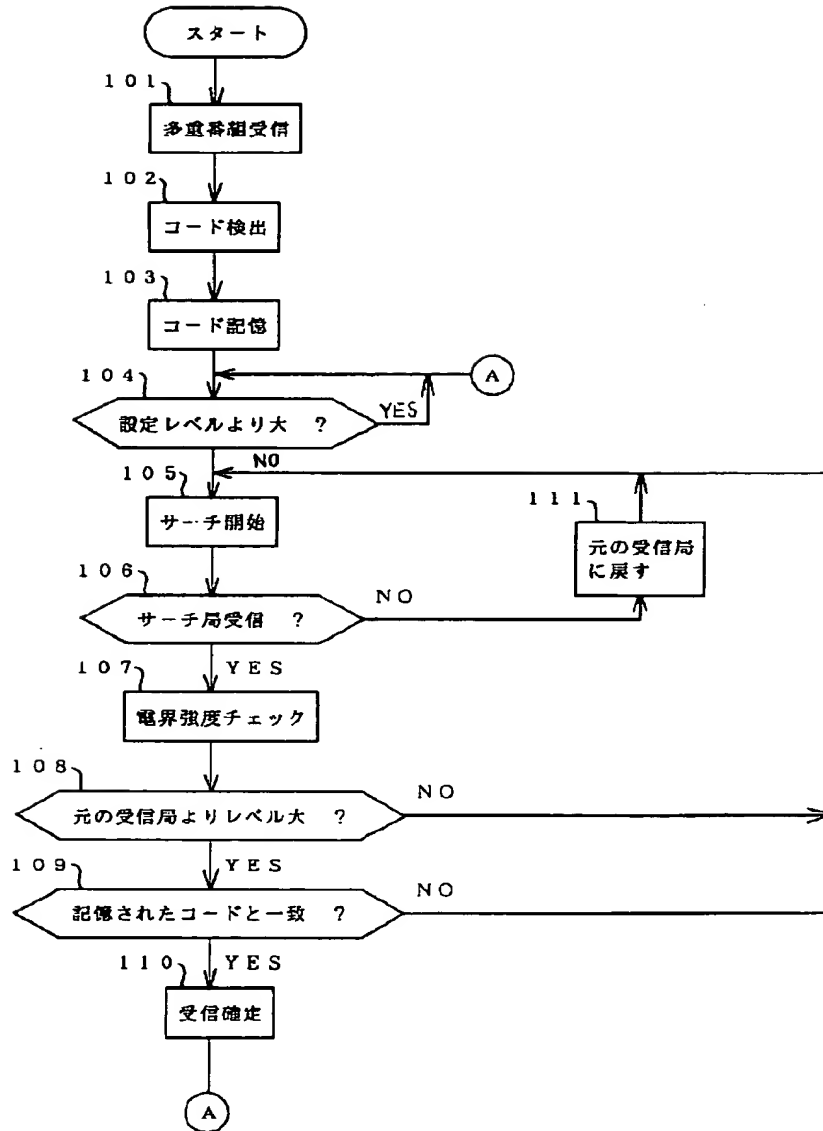 スタート
101
多重番組受信
102
コード検出
103
コード記憶
A
104
YES
設定レベルより大 ?
NO
105
111
サーチ開始
元の受信局
に戻す
106
NO
サーチ局受信 ?
107
YES
電界強度チェック
108
NO
元の受信局よりレベル大 ?
109
YES
NO
記憶されたコードと一致 ?
110
YES
受信確定
A